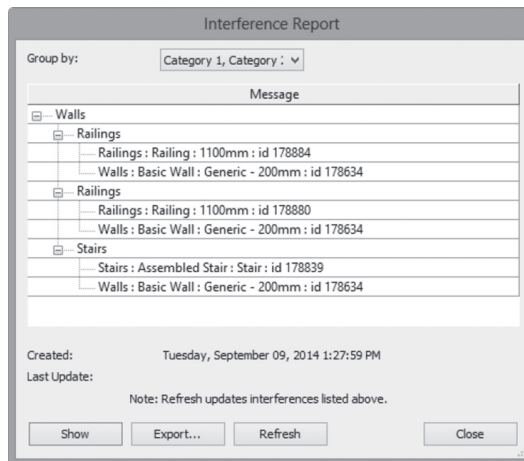 Interference Report
Group by: Category 1, Category 2
Message
Walls
Railings
Railings : Railing : 1100mm : id 178884
Walls : Basic Wall : Generic - 200mm : id 178634
Railings
Railings : Railing : 1100mm : id 178880
Walls : Basic Wall : Generic - 200mm : id 178634
Stairs
Stairs : Assembled Stair : Stair : id 178839
Walls : Basic Wall : Generic - 200mm : id 178634
Created: Tuesday, September 09, 2014 1:27:59 PM
Last Update:
Note: Refresh updates interferences listed above.
Show Export... Refresh Close